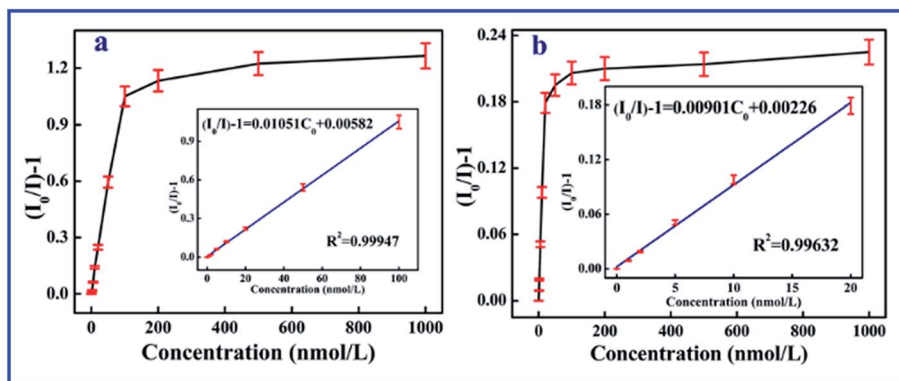 a
(I0/I)-1
1.2
0.9
0.6
0.3
0.0
0 200 400 600 800 1000
Concentration (nmol/L)
(I0/I)-1=0.01051C0+0.00582
R²=0.99947
(I0/I)-1
0.9
0.6
0.3
0.0
0 20 40 60 80 100
Concentration (nmol/L)
b
(I0/I)-1
0.24
0.18
0.12
0.06
0.00
0 200 400 600 800 1000
Concentration (nmol/L)
(I0/I)-1=0.00901C0+0.00226
R²=0.99632
(I0/I)-1
0.18
0.12
0.06
0.00
0 5 10 15 20
Concentration (nmol/L)